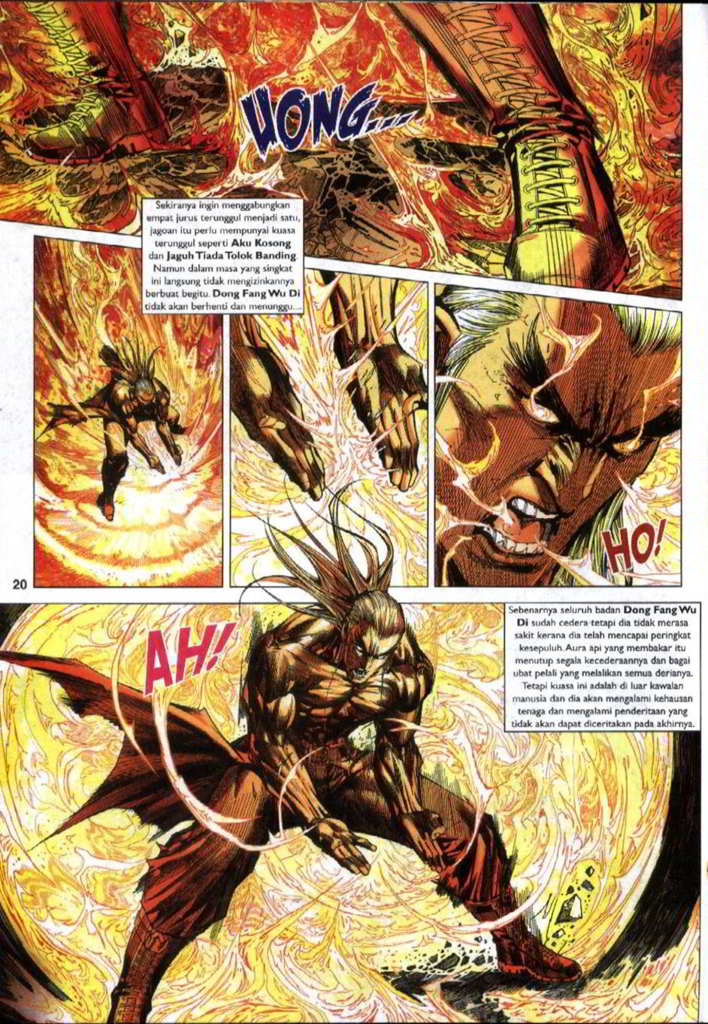 UONG...
Sekiranya ingin menggabungkan
empat jurus terunggul menjadi satu,
jagoan itu perlu mempunyai kuasa
terunggul seperti Aku Kosong
dan Jaguh Tiada Tolok Banding.
Namun dalam masa yang singkat
ini langsung tidak mengizinkannya
berbuat begitu. Dong Fang Wu Di
tidak akan berhenti dan menunggu....
HO!
20
AH!
Sebenarnya seluruh badan Dong Fang Wu
Di sudah cedera tetapi dia tidak merasa
sakit kerana dia telah mencapai peringkat
kesepuluh. Aura api yang membakar itu
menutup segala kecederaannya dan bagai
ubat pelali yang melalikan semua derianya.
Tetapi kuasa ini adalah di luar kawalan
manusia dan dia akan mengalami kehausan
tenaga dan mengalami penderitaan yang
tidak akan dapat diceritakan pada akhirnya.